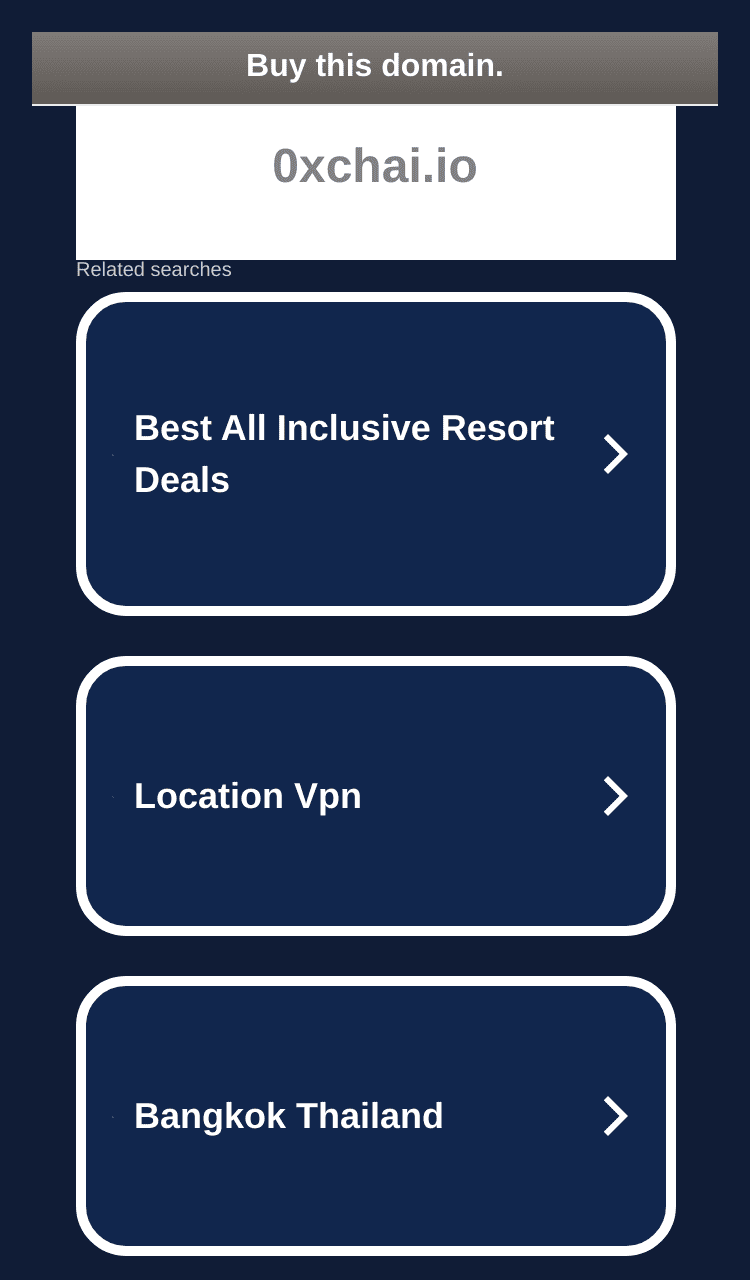 Buy this domain.
0xchai.io
Related searches
Best All Inclusive Resort
Deals
Location Vpn
Bangkok Thailand